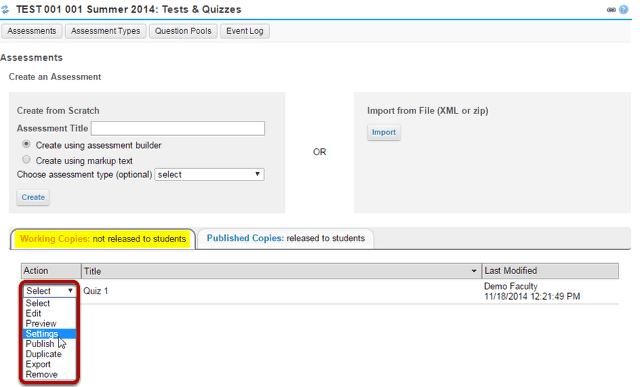 TEST 001 001 Summer 2014: Tests & Quizzes
Assessments Assessment Types Question Pools Event Log
Assessments
Create an Assessment
Create from Scratch
Assessment Title
Create using assessment builder
Create using markup text
Choose assessment type (optional) select
Create
OR
Import from File (XML or zip)
Import
Working Copies: not released to students Published Copies: released to students
Action Title Last Modified
Select Quiz 1 Demo Faculty
11/18/2014 12:21:49 PM
Select
Edit
Preview
Settings
Publish
Duplicate
Export
Remove